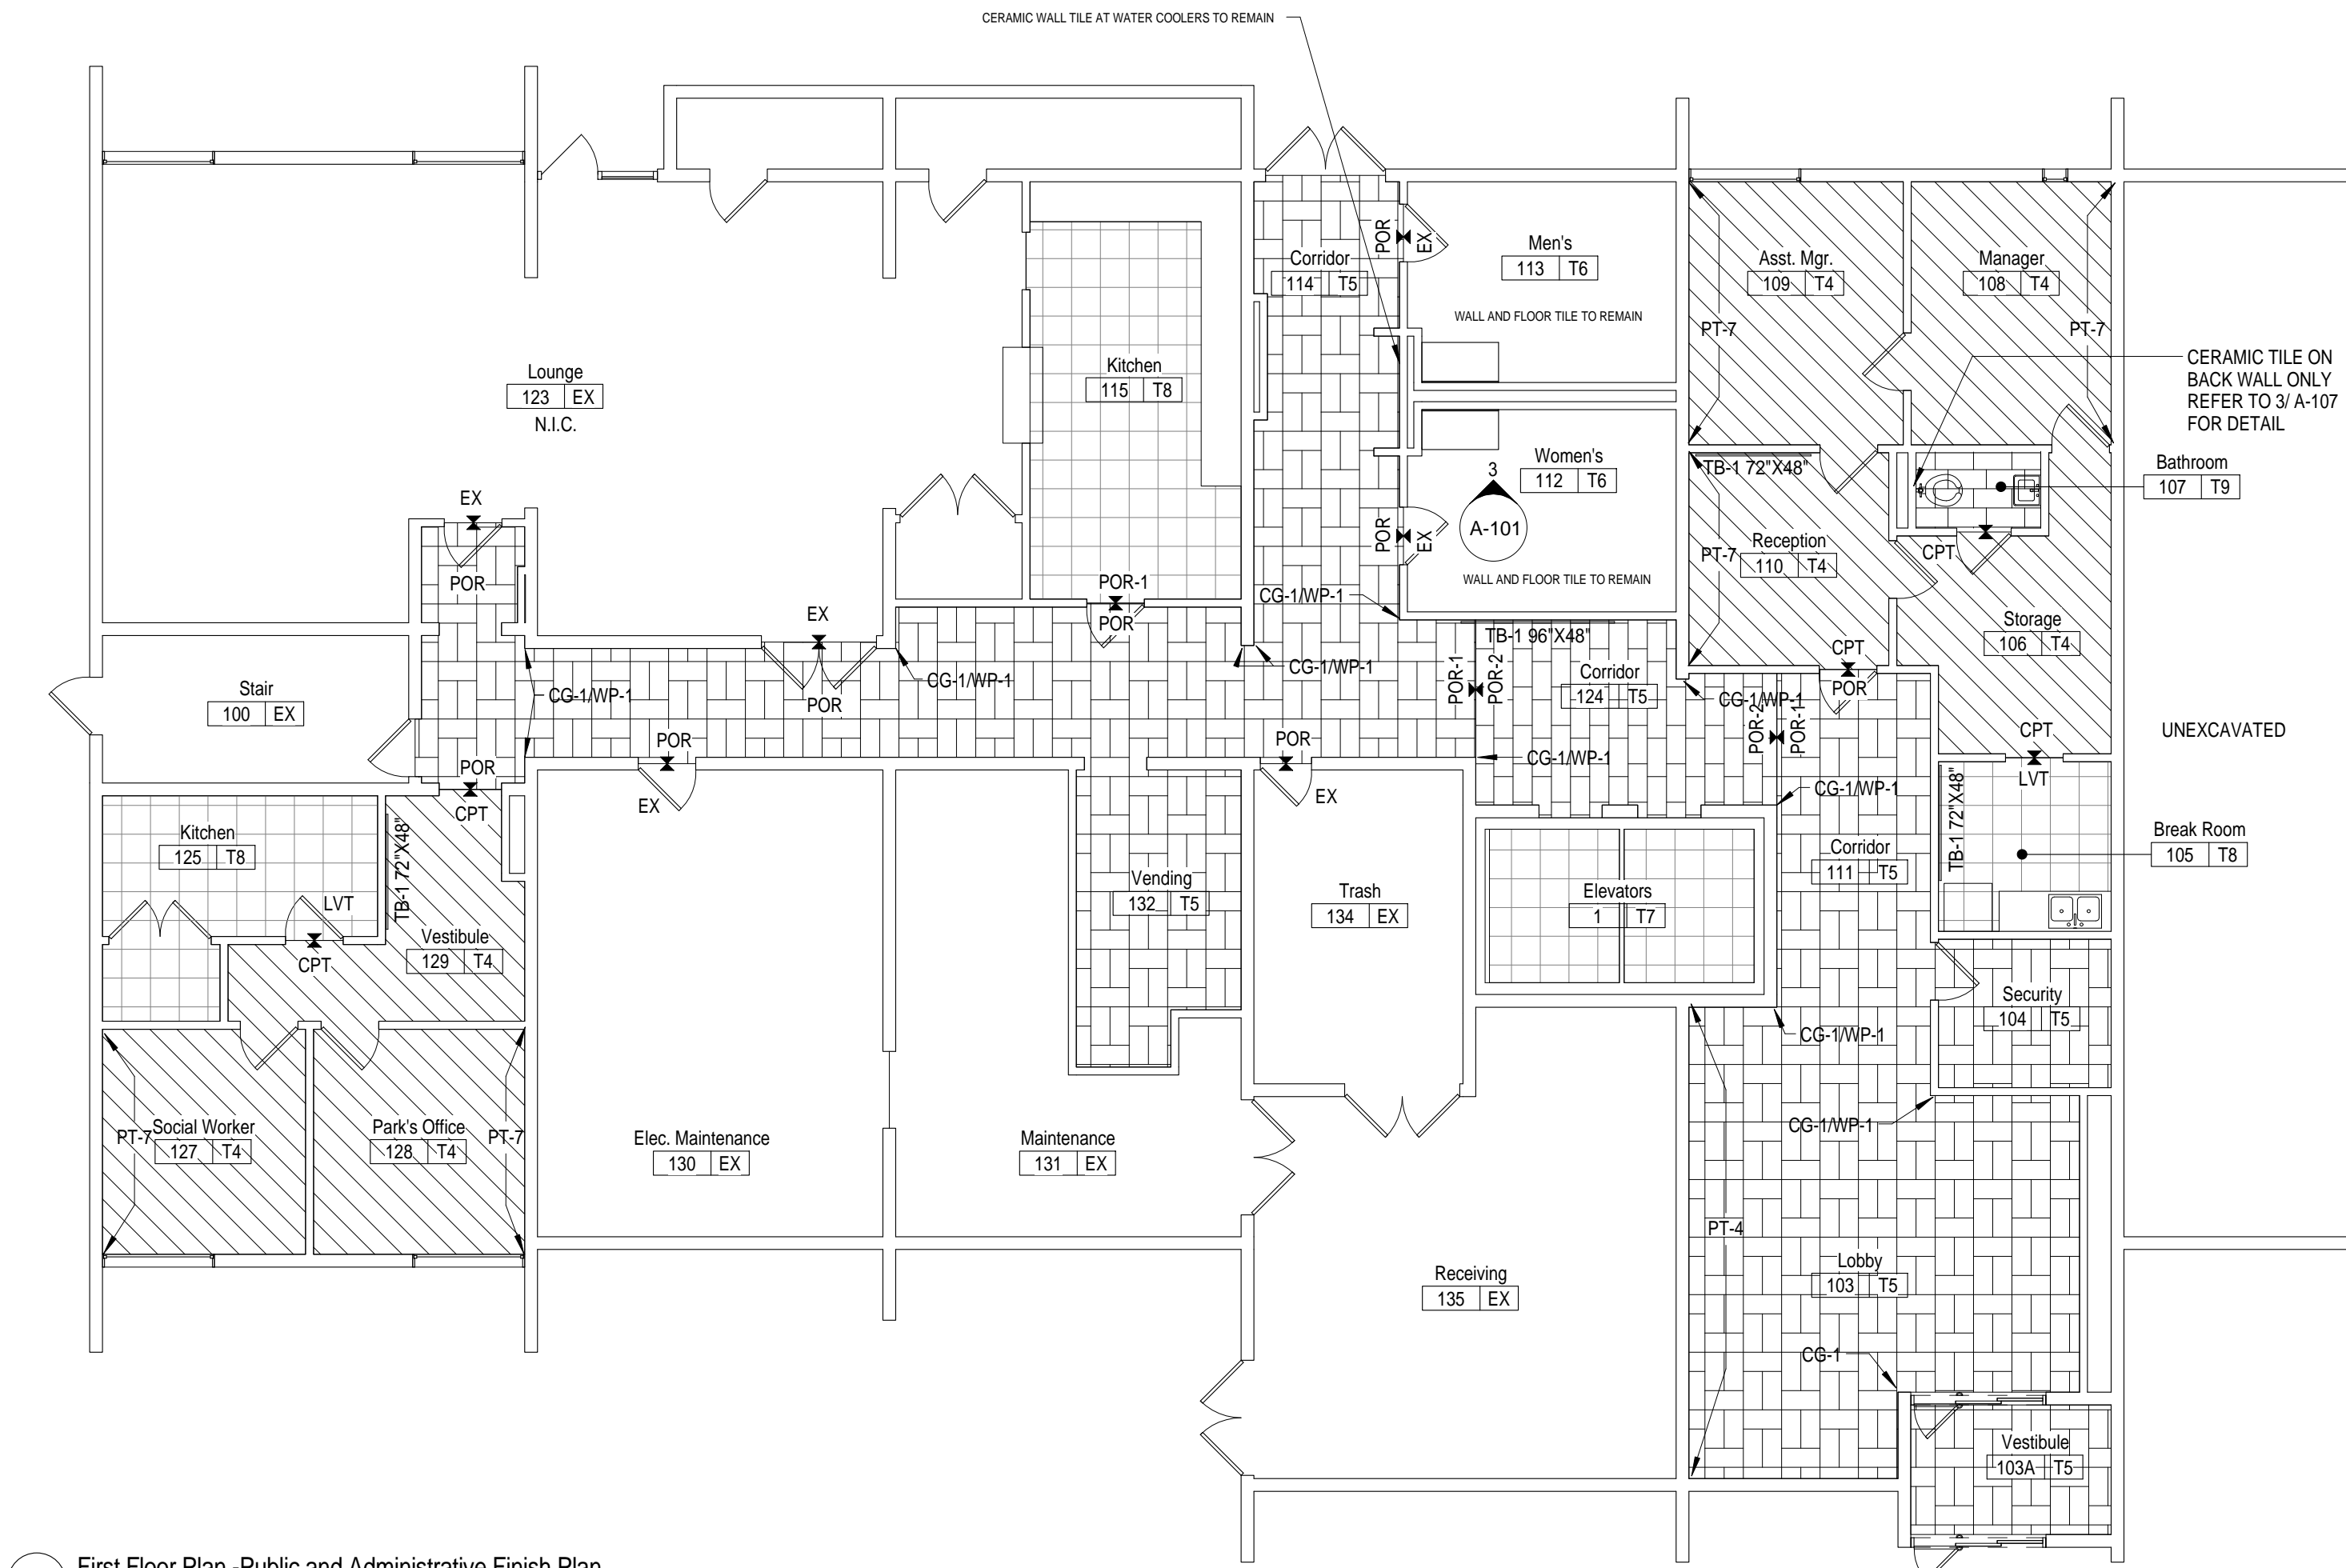 CERAMIC WALL TILE AT WATER COOLERS TO REMAIN
Men's
113 T6
WALL AND FLOOR TILE TO REMAIN
POR
EX
Corridor
114 T5
Asst. Mgr.
109 T4
Manager
108 T4
PT-7
PT-7
CERAMIC TILE ON
BACK WALL ONLY
REFER TO 3/ A-107
FOR DETAIL
Lounge
123 EX
N.I.C.
Kitchen
115 T8
Women's
112 T6
3
A-101
WALL AND FLOOR TILE TO REMAIN
POR
EX
TB-1 72"X48"
Bathroom
107 T9
CPT
Reception
110 T4
PT-7
EX
POR
EX
POR
POR-1
POR
CG-1/WP-1
TB-1 96"X48"
Storage
106 T4
CPT
POR
Stair
100 EX
CG-1/WP-1
CG-1/WP-1
CG-1/WP-1
POR-1
POR-2
Corridor
124 T5
CG-1/WP-1
POR-2
POR-1
UNEXCAVATED
CPT
LVT
POR
CPT
POR
EX
POR
EX
CG-1/WP-1
CG-1/WP-1
TB-1 72"X48"
Break Room
105 T8
Kitchen
125 T8
LVT
CPT
TB-1 72"X48"
Vestibule
129 T4
Vending
132 T5
Trash
134 EX
Elevators
1 T7
Corridor
111 T5
Security
104 T5
CG-1/WP-1
CG-1/WP-1
PT-7
Social Worker
127 T4
Park's Office
128 T4
PT-7
Elec. Maintenance
130 EX
Maintenance
131 EX
PT-4
Receiving
135 EX
Lobby
103 T5
CG-1
Vestibule
103A T5
First Floor Plan -Public and Administrative Finish Plan